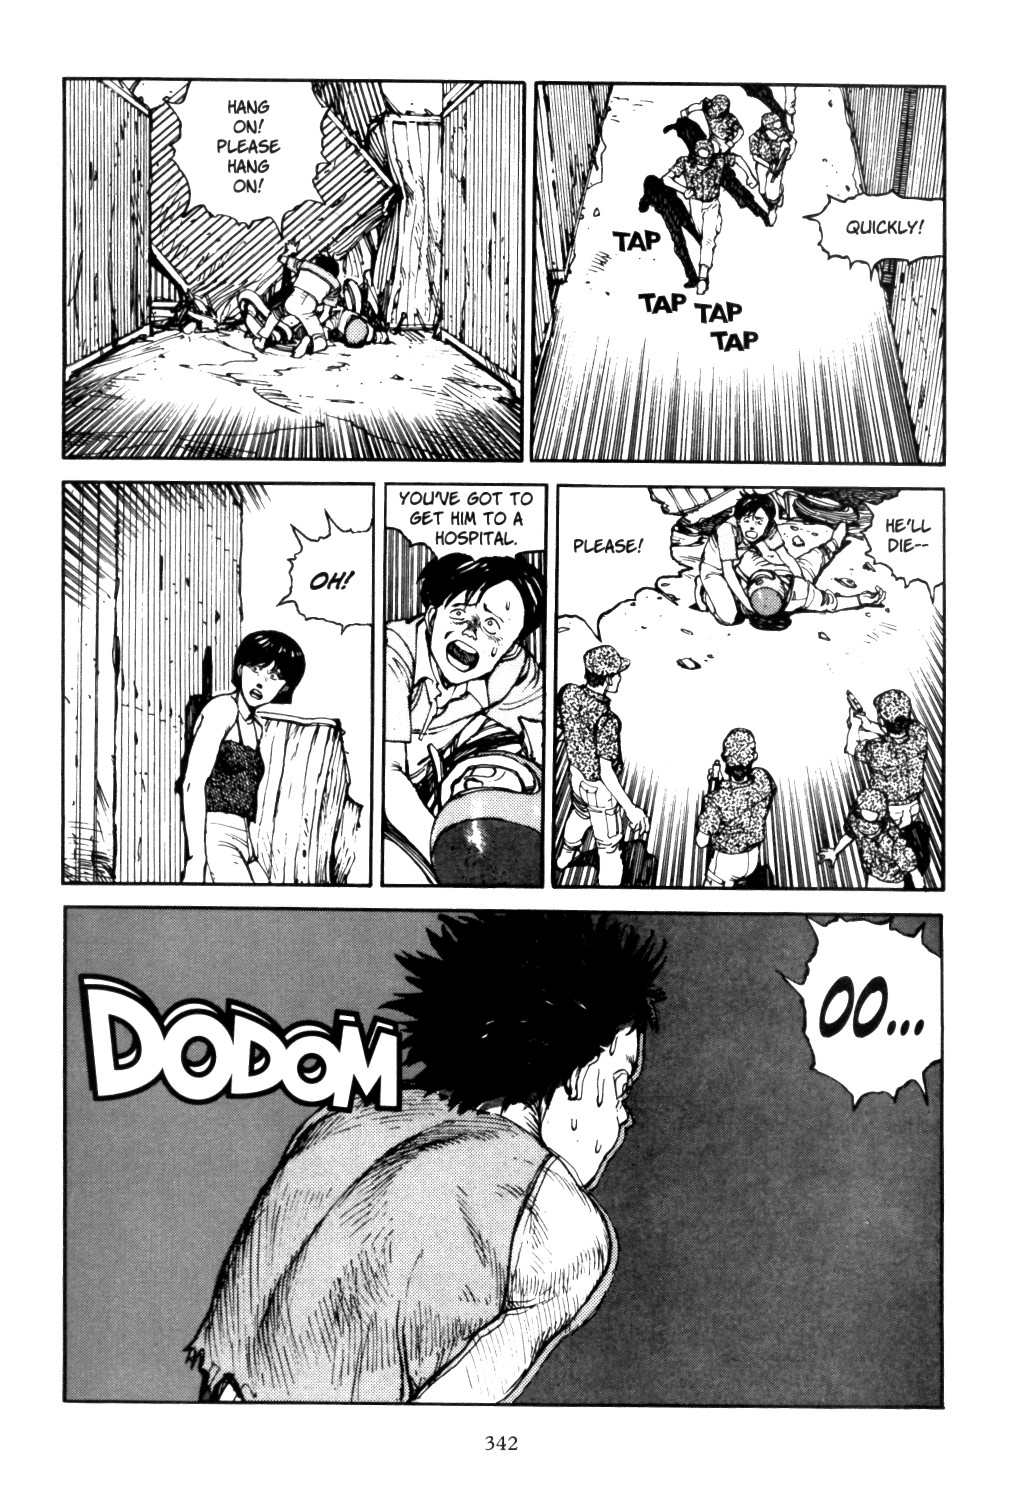 HANG
ON!
PLEASE
HANG
ON!
QUICKLY!
TAP
TAP
TAP
TAP
OH!
YOU'VE GOT TO
GET HIM TO A
HOSPITAL.
PLEASE!
HE'LL
DIE--
DODOM
OO...
342